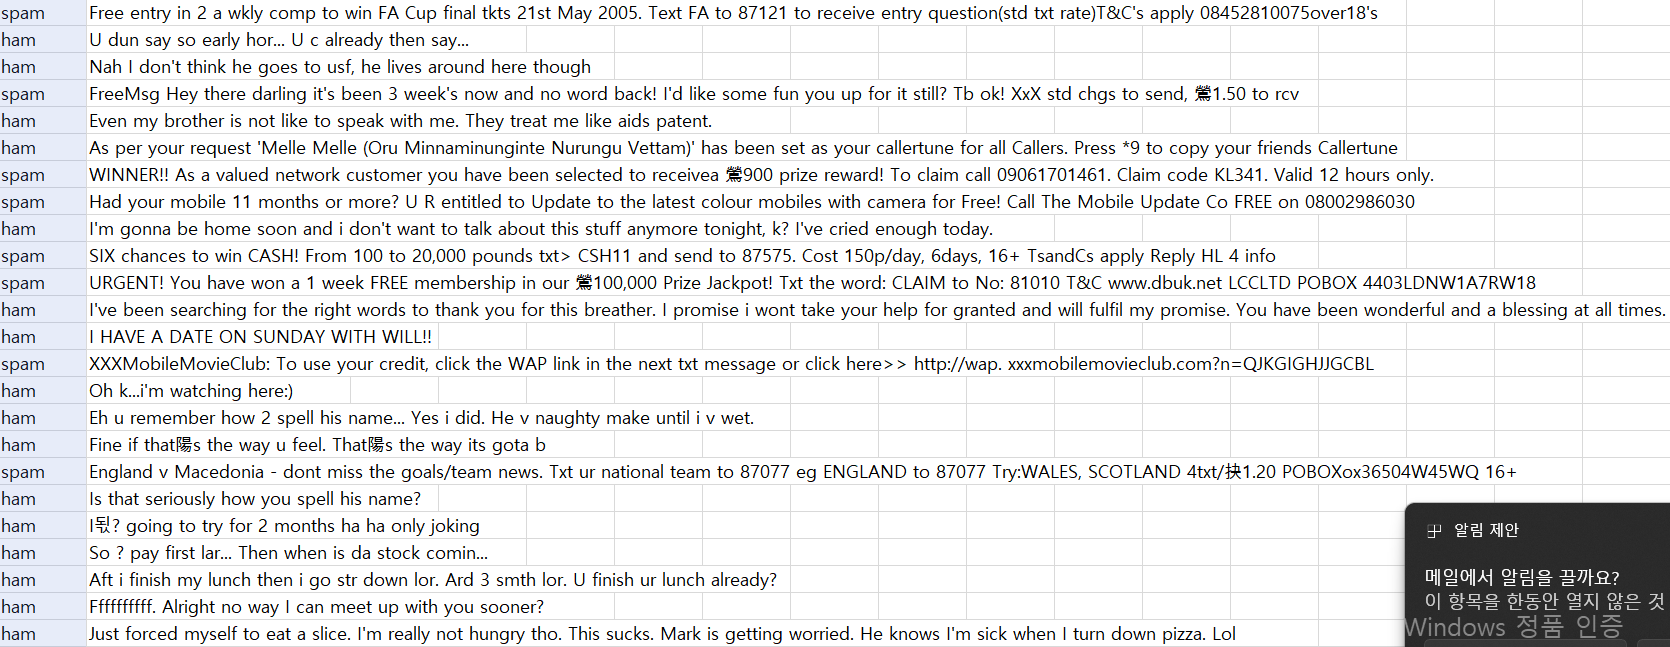 spam Free entry in 2 a wkly comp to win FA Cup final tkts 21st May 2005. Text FA to 87121 to receive entry question(std txt rate)T&C's apply 08452810075over18's
ham U dun say so early hor... U c already then say...
ham Nah I don't think he goes to usf, he lives around here though
spam FreeMsg Hey there darling it's been 3 week's now and no word back! I'd like some fun you up for it still? Tb ok! XxX std chgs to send, 鶯1.50 to rcv
ham Even my brother is not like to speak with me. They treat me like aids patent.
ham As per your request 'Melle Melle (Oru Minnaminunginte Nurungu Vettam)' has been set as your callertune for all Callers. Press *9 to copy your friends Callertune
spam WINNER!! As a valued network customer you have been selected to receivea 鶯900 prize reward! To claim call 09061701461. Claim code KL341. Valid 12 hours only.
spam Had your mobile 11 months or more? U R entitled to Update to the latest colour mobiles with camera for Free! Call The Mobile Update Co FREE on 08002986030
ham I'm gonna be home soon and i don't want to talk about this stuff anymore tonight, k? I've cried enough today.
spam SIX chances to win CASH! From 100 to 20,000 pounds txt> CSH11 and send to 87575. Cost 150p/day, 6days, 16+ TsandCs apply Reply HL 4 info
spam URGENT! You have won a 1 week FREE membership in our 鶯100,000 Prize Jackpot! Txt the word: CLAIM to No: 81010 T&C www.dbuk.net LCCLTD POBOX 4403LDNW1A7RW18
ham I've been searching for the right words to thank you for this breather. I promise i wont take your help for granted and will fulfil my promise. You have been wonderful and a blessing at all times.
ham I HAVE A DATE ON SUNDAY WITH WILL!!
spam XXXMobileMovieClub: To use your credit, click the WAP link in the next txt message or click here>> http://wap. xxxmobilemovieclub.com?n=QJKGIGHJJGCBL
ham Oh k...i'm watching here:)
ham Eh u remember how 2 spell his name... Yes i did. He v naughty make until i v wet.
ham Fine if that陽s the way u feel. That陽s the way its gota b
spam England v Macedonia - dont miss the goals/team news. Txt ur national team to 87077 eg ENGLAND to 87077 Try:WALES, SCOTLAND 4txt/抉1.20 POBOXox36504W45WQ 16+
ham Is that seriously how you spell his name?
ham I뭢? going to try for 2 months ha ha only joking
ham So ? pay first lar... Then when is da stock comin...
ham Aft i finish my lunch then i go str down lor. Ard 3 smth lor. U finish ur lunch already?
ham Ffffffffff. Alright no way I can meet up with you sooner?
ham Just forced myself to eat a slice. I'm really not hungry tho. This sucks. Mark is getting worried. He knows I'm sick when I turn down pizza. Lol
알림 제안
메일에서 알림을 끌까요?
이 항목을 한동안 열지 않은 것
Windows 정품 인증